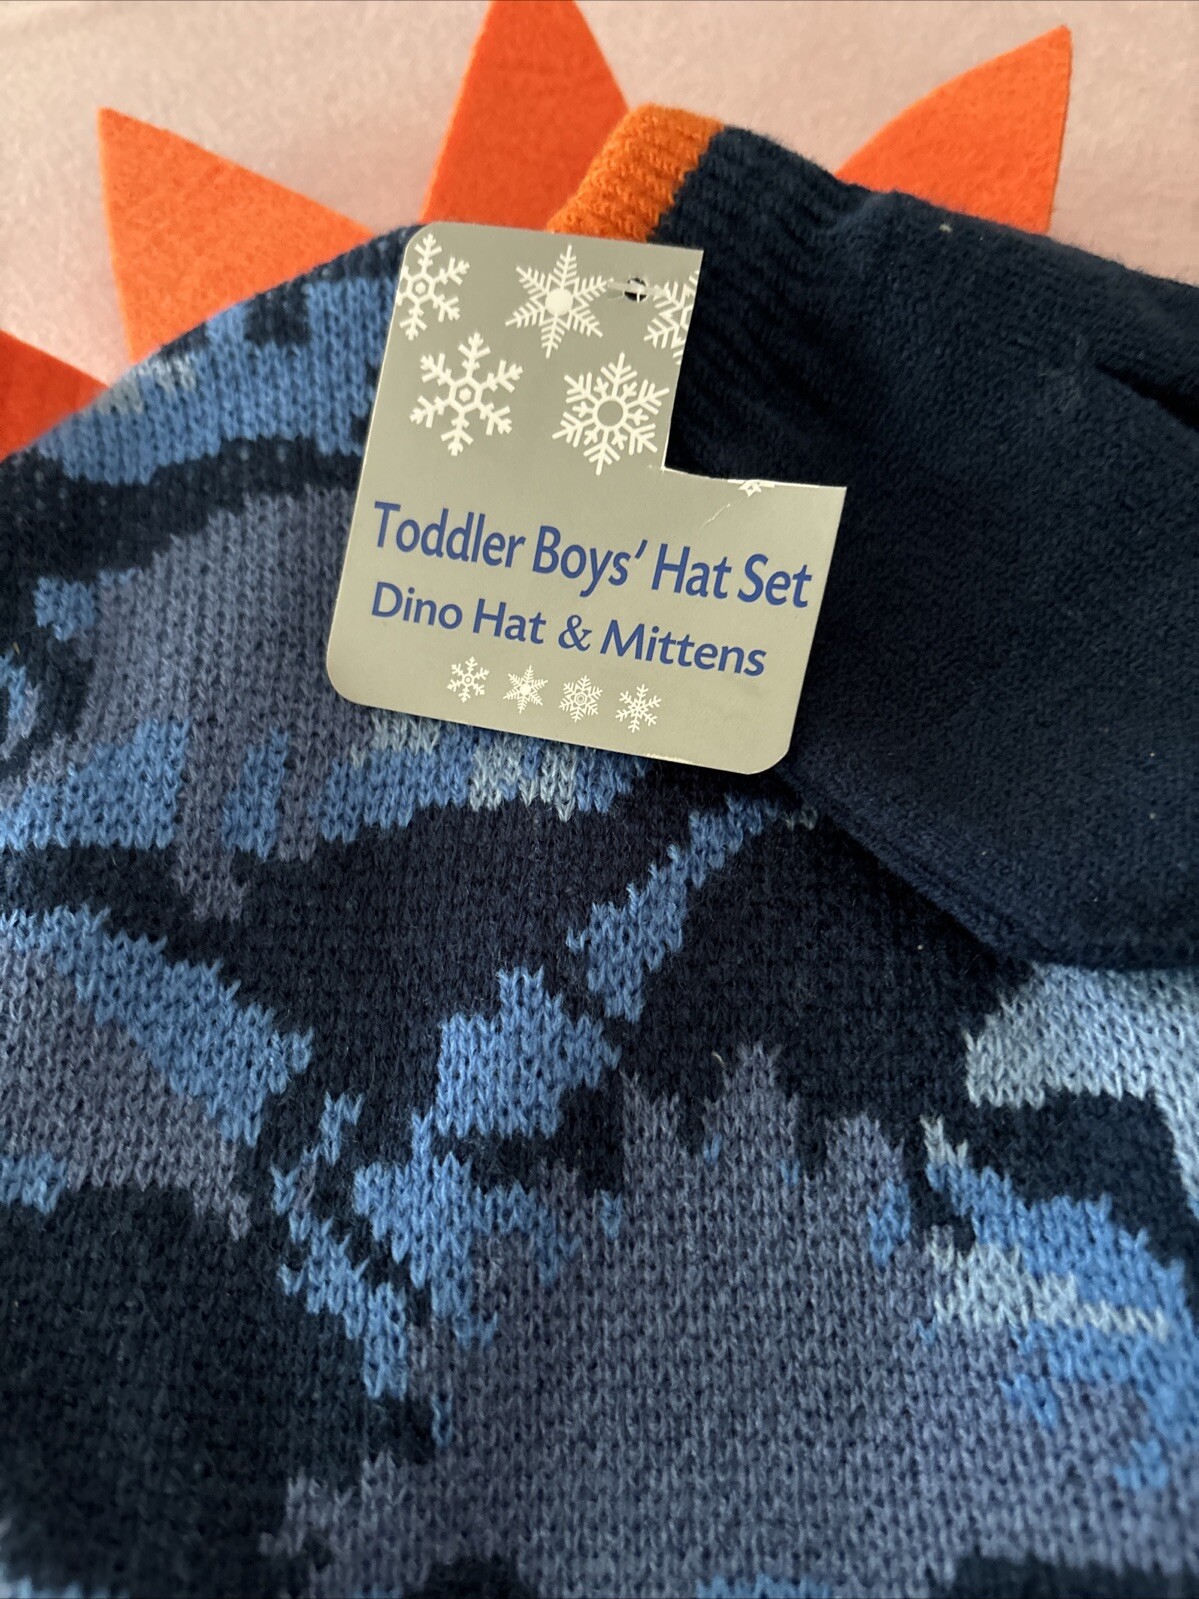 Toddler Boys' Hat Set
Dino Hat & Mittens